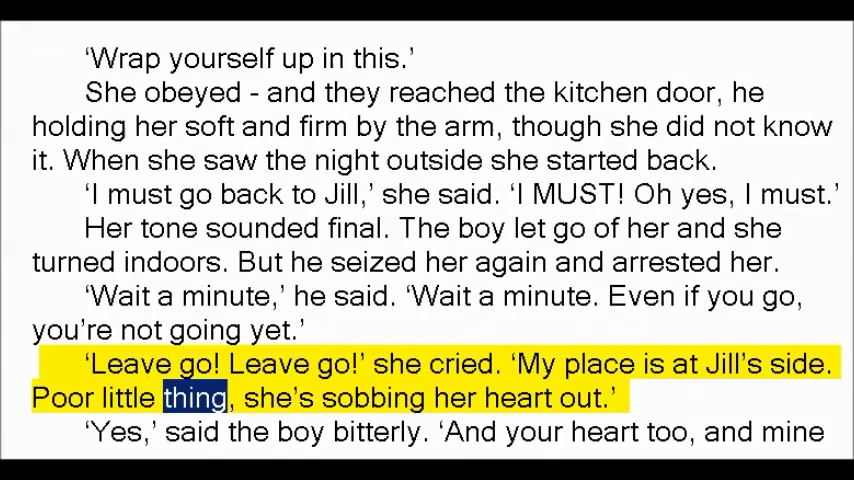 ‘Wrap yourself up in this.’
She obeyed - and they reached the kitchen door, he
holding her soft and firm by the arm, though she did not know
it. When she saw the night outside she started back.
‘I must go back to Jill,’ she said. ‘I MUST! Oh yes, I must.’
Her tone sounded final. The boy let go of her and she
turned indoors. But he seized her again and arrested her.
‘Wait a minute,’ he said. ‘Wait a minute. Even if you go,
you’re not going yet.’
‘Leave go! Leave go!’ she cried. ‘My place is at Jill’s side.
Poor little thing, she’s sobbing her heart out.’
‘Yes,’ said the boy bitterly. ‘And your heart too, and mine